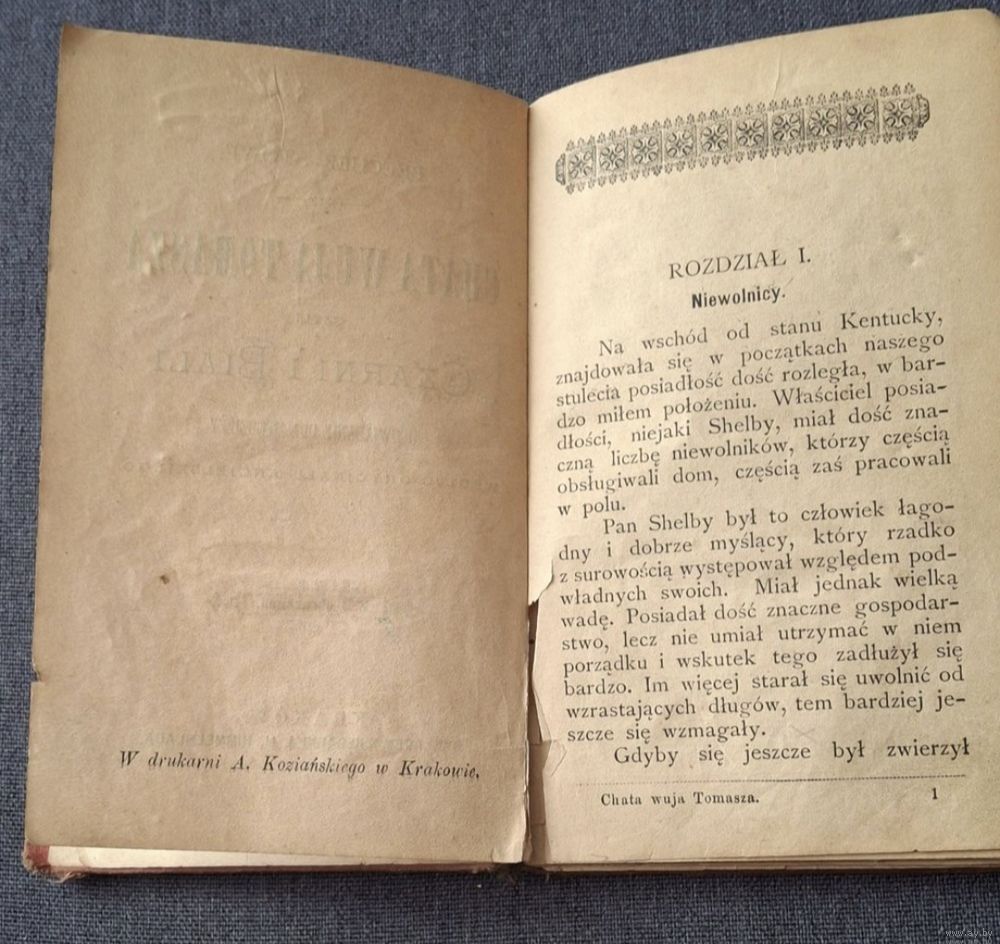 W drukarni A. Koziańskiego w Krakowie.
ROZDZIAŁ I.
Niewolnicy.
Na wschód od stanu Kentucky,
znajdowała się w początkach naszego
stulecia posiadłość dość rozległa, w bar-
dzo miłem położeniu. Właściciel posia-
dłości, niejaki Shelby, miał dość zna-
czną liczbę niewolników, którzy częścią
obsługiwali dom, częścią zaś pracowali
w polu.
Pan Shelby był to człowiek łago-
dny i dobrze myślący, który rzadko
z surowością występował względem pod-
władnych swoich. Miał jednak wielką
wadę. Posiadał dość znaczne gospodar-
stwo, lecz nie umiał utrzymać w niem
porządku i wskutek tego zadłużył się
bardzo. Im więcej starał się uwolnić od
wzrastających długów, tem bardziej je-
szcze się wzmagały.
Gdyby się jeszcze był zwierzył
Chata wuja Tomasza. 1
www.ay.by